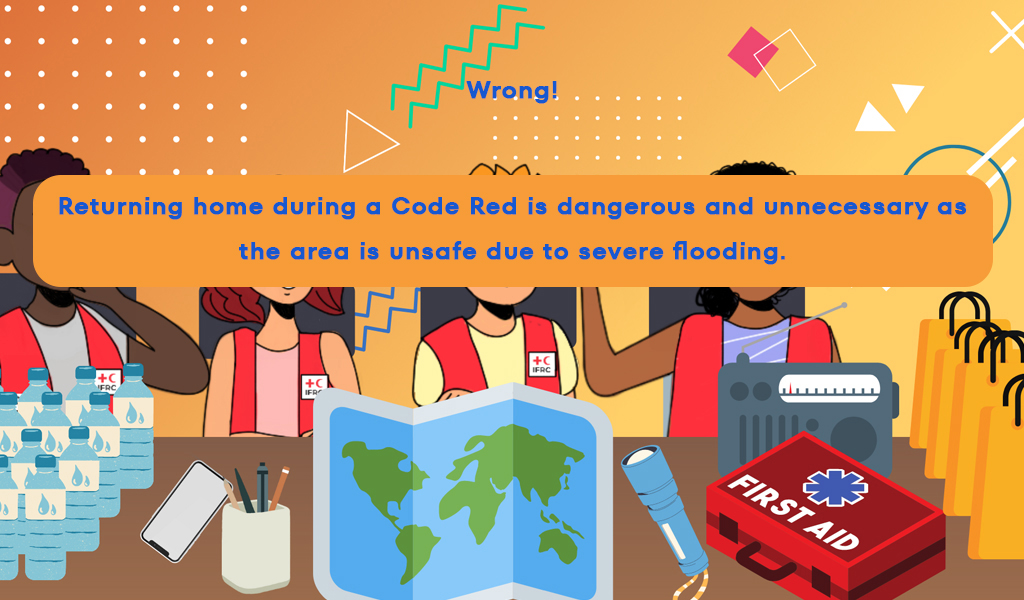 Wrong!
Returning home during a Code Red is dangerous and unnecessary as
the area is unsafe due to severe flooding.
IFRC
IFRC
IFRC
FIRST AID